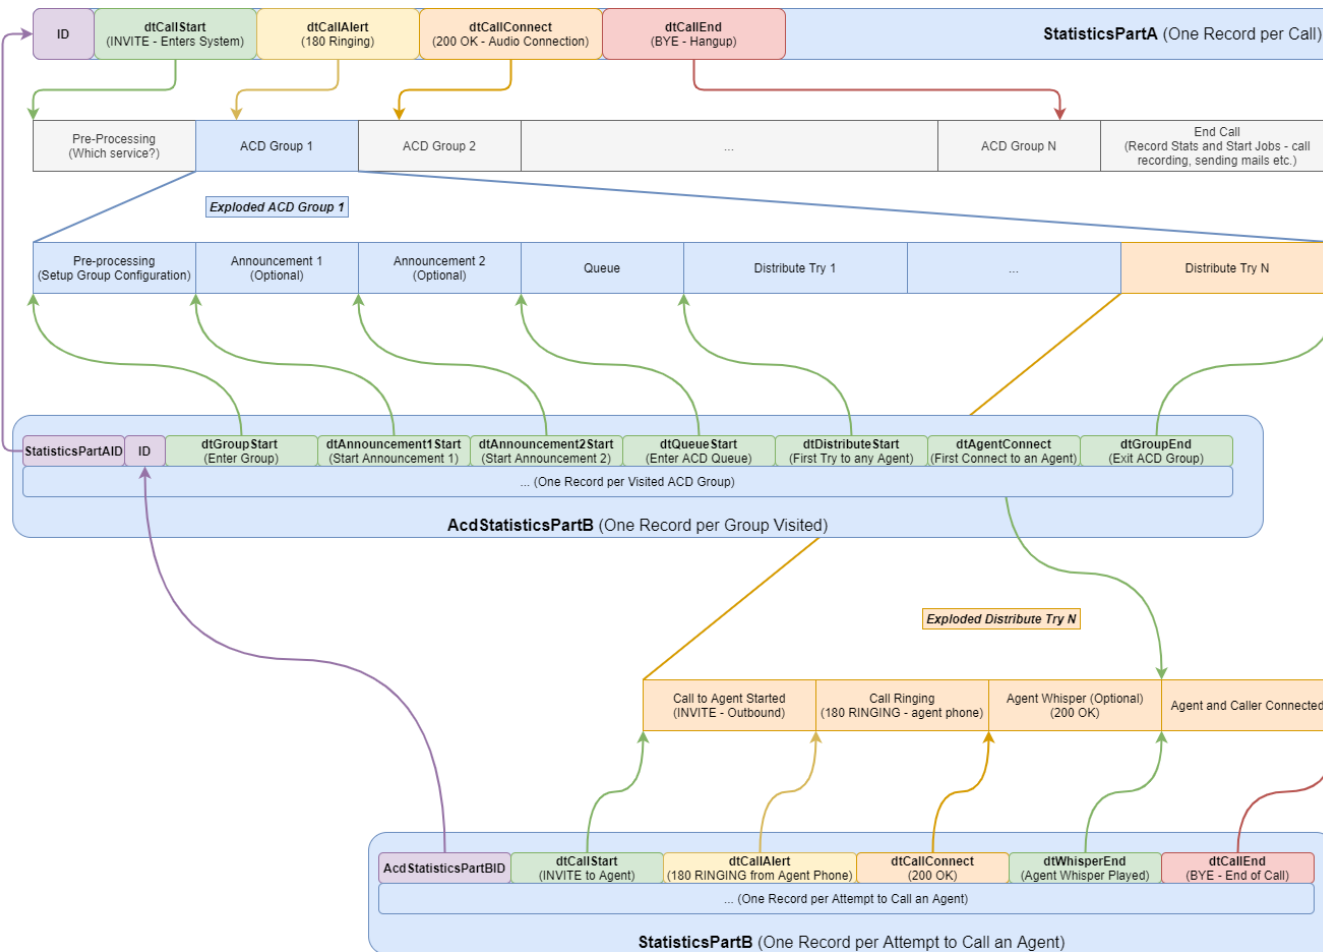 ID
dtCallStart
(INVITE - Enters System)
dtCallAlert
(180 Ringing)
dtCallConnect
(200 OK - Audio Connection)
dtCallEnd
(BYE - Hangup)
StatisticsPartA (One Record per Call)
Pre-Processing
(Which service?)
ACD Group 1
ACD Group 2
...
ACD Group N
End Call
(Record Stats and Start Jobs - call
recording, sending mails etc.)
Exploded ACD Group 1
Pre-processing
(Setup Group Configuration)
Announcement 1
(Optional)
Announcement 2
(Optional)
Queue
Distribute Try 1
...
Distribute Try N
StatisticsPartAID
ID
dtGroupStart
(Enter Group)
dtAnnouncement1Start
(Start Announcement 1)
dtAnnouncement2Start
(Start Announcement 2)
dtQueueStart
(Enter ACD Queue)
dtDistributeStart
(First Try to any Agent)
dtAgentConnect
(First Connect to an Agent)
dtGroupEnd
(Exit ACD Group)
... (One Record per Visited ACD Group)
AcdStatisticsPartB (One Record per Group Visited)
Exploded Distribute Try N
Call to Agent Started
(INVITE - Outbound)
Call Ringing
(180 RINGING - agent phone)
Agent Whisper (Optional)
(200 OK)
Agent and Caller Connected
AcdStatisticsPartBID
dtCallStart
(INVITE to Agent)
dtCallAlert
(180 RINGING from Agent Phone)
dtCallConnect
(200 OK)
dtWhisperEnd
(Agent Whisper Played)
dtCallEnd
(BYE - End of Call)
... (One Record per Attempt to Call an Agent)
StatisticsPartB (One Record per Attempt to Call an Agent)